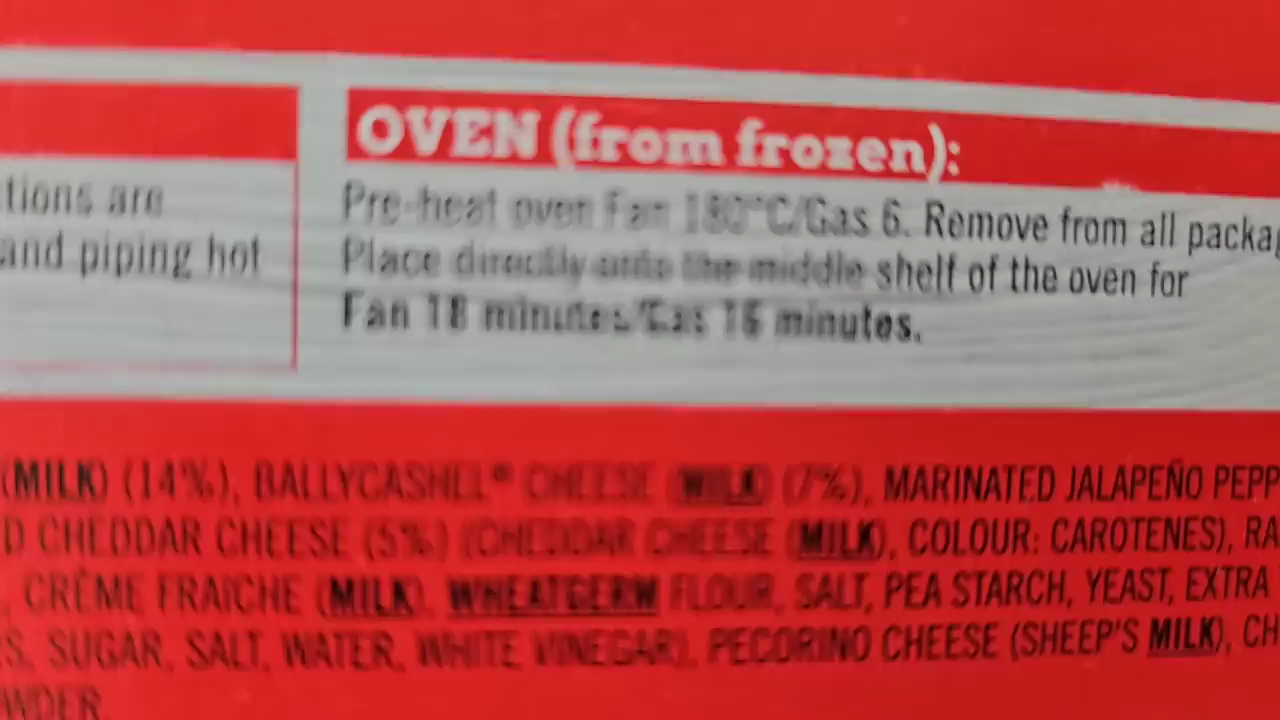 OVEN (from frozen):
tions are
and piping hot
Pre-heat oven Fan 180°C/Gas 6. Remove from all packa
Place directly onto the middle shelf of the oven for
Fan 18 minutes/Gas 16 minutes.
(MILK) (14%), BALLYCASHEL® CHEESE (MILK) (7%), MARINATED JALAPEÑO PEPP
D CHEDDAR CHEESE (5%) (CHEDDAR CHEESE (MILK), COLOUR: CAROTENES), RA
, CRÈME FRAICHE (MILK), WHEATGERM FLOUR, SALT, PEA STARCH, YEAST, EXTRA
S, SUGAR, SALT, WATER, WHITE VINEGAR), PECORINO CHEESE (SHEEP'S MILK), CH
WDER.